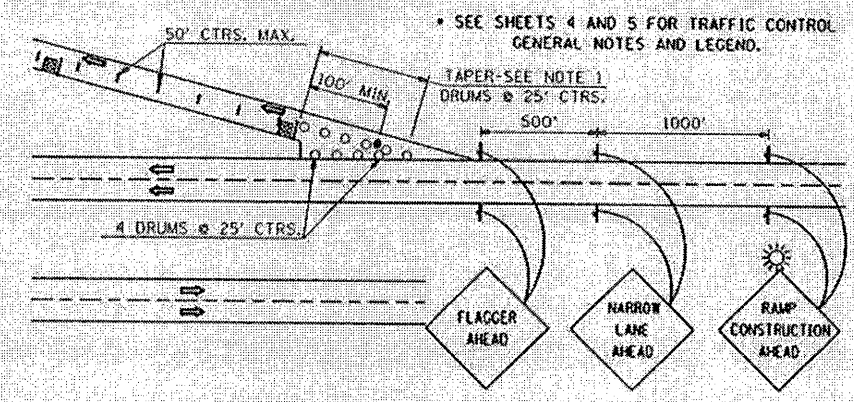 • SEE SHEETS 4 AND 5 FOR TRAFFIC CONTROL
GENERAL NOTES AND LEGEND.
50' CTRS. MAX.
100' MIN
TAPER-SEE NOTE 1
DRUMS @ 25' CTRS.
500'
1000'
4 DRUMS @ 25' CTRS.
FLAGGER
AHEAD
NARROW
LANE
AHEAD
RAMP
CONSTRUCTION
AHEAD